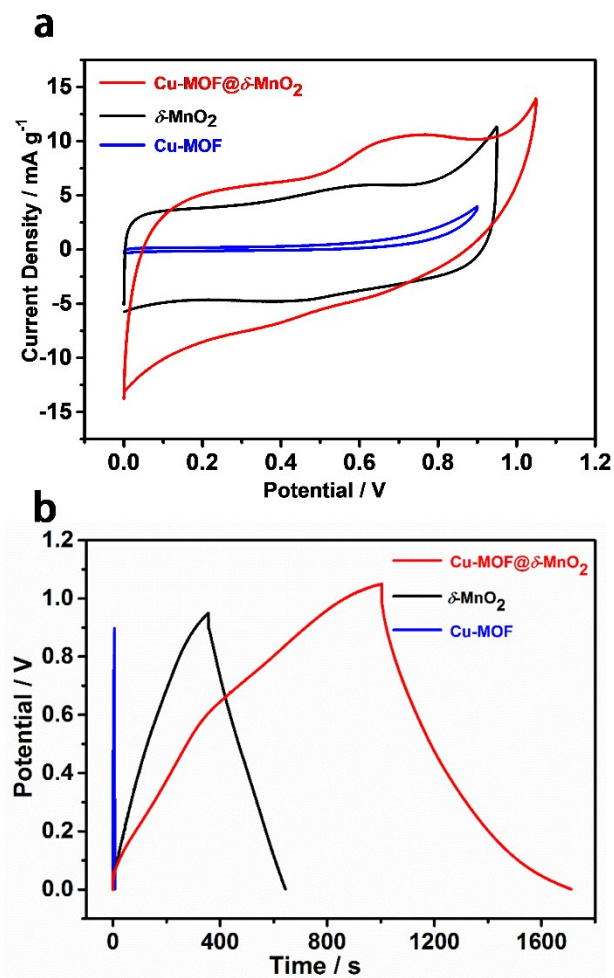 a
Cu-MOF@δ-MnO2
δ-MnO2
Cu-MOF
Current Density / mA g-1
15
10
5
0
-5
-10
-15
0.0 0.2 0.4 0.6 0.8 1.0 1.2
Potential / V
b
Cu-MOF@δ-MnO2
δ-MnO2
Cu-MOF
Potential / V
1.2
1.0
0.8
0.6
0.4
0.2
0.0
0 400 800 1200 1600
Time / s